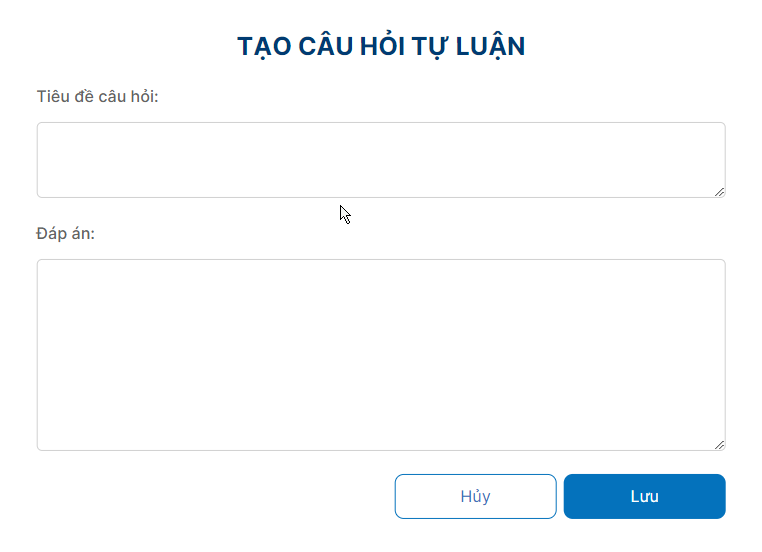 TẠO CÂU HỎI TỰ LUẬN
Tiêu đề câu hỏi:
Đáp án:
Hủy
Lưu